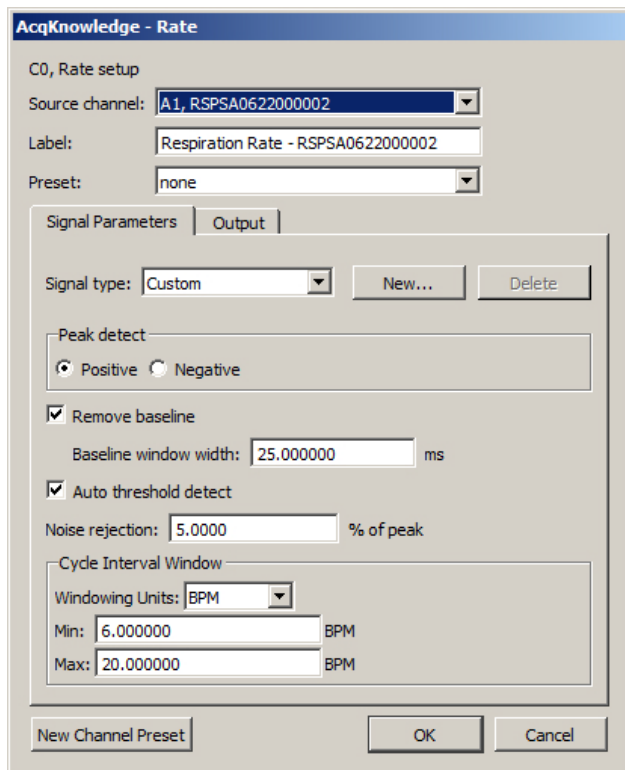 AcqKnowledge - Rate
C0, Rate setup
Source channel: A1, RSPSA0622000002
Label: Respiration Rate - RSPSA0622000002
Preset: none
Signal Parameters Output
Signal type: Custom New... Delete
Peak detect
Positive Negative
Remove baseline
Baseline window width: 25.000000 ms
Auto threshold detect
Noise rejection: 5.0000 % of peak
Cycle Interval Window
Windowing Units: BPM
Min: 6.000000 BPM
Max: 20.000000 BPM
New Channel Preset OK Cancel